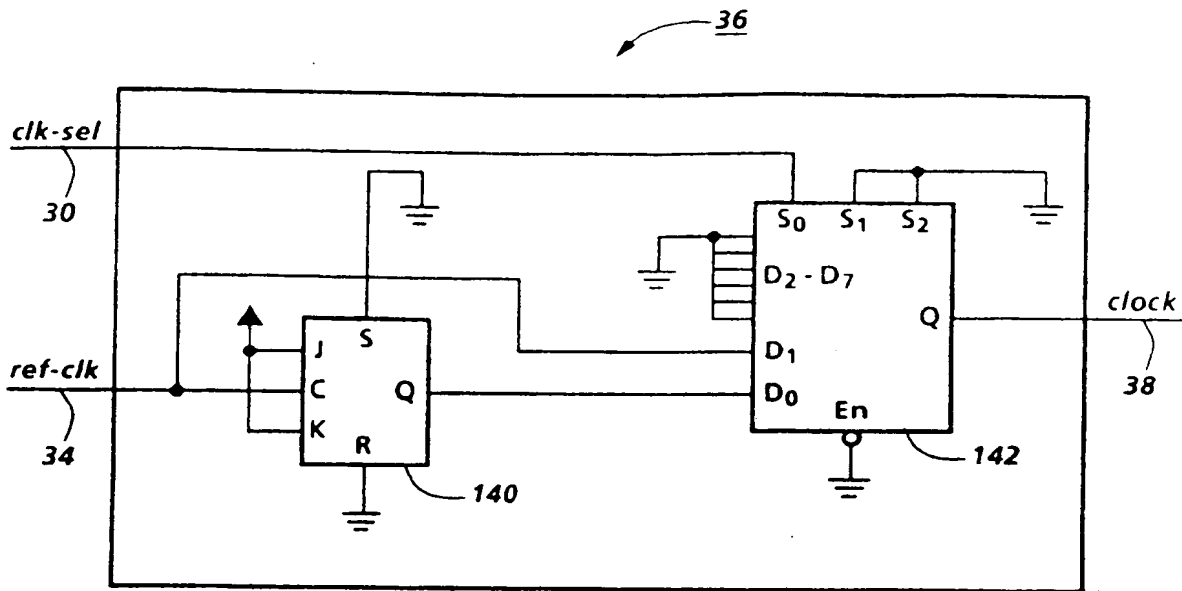 36
clk-sel
30
S0 S1 S2
D2 - D7
S
J
Q
clock
38
D1
ref-clk
34
C
Q
D0
K
En
R
142
140